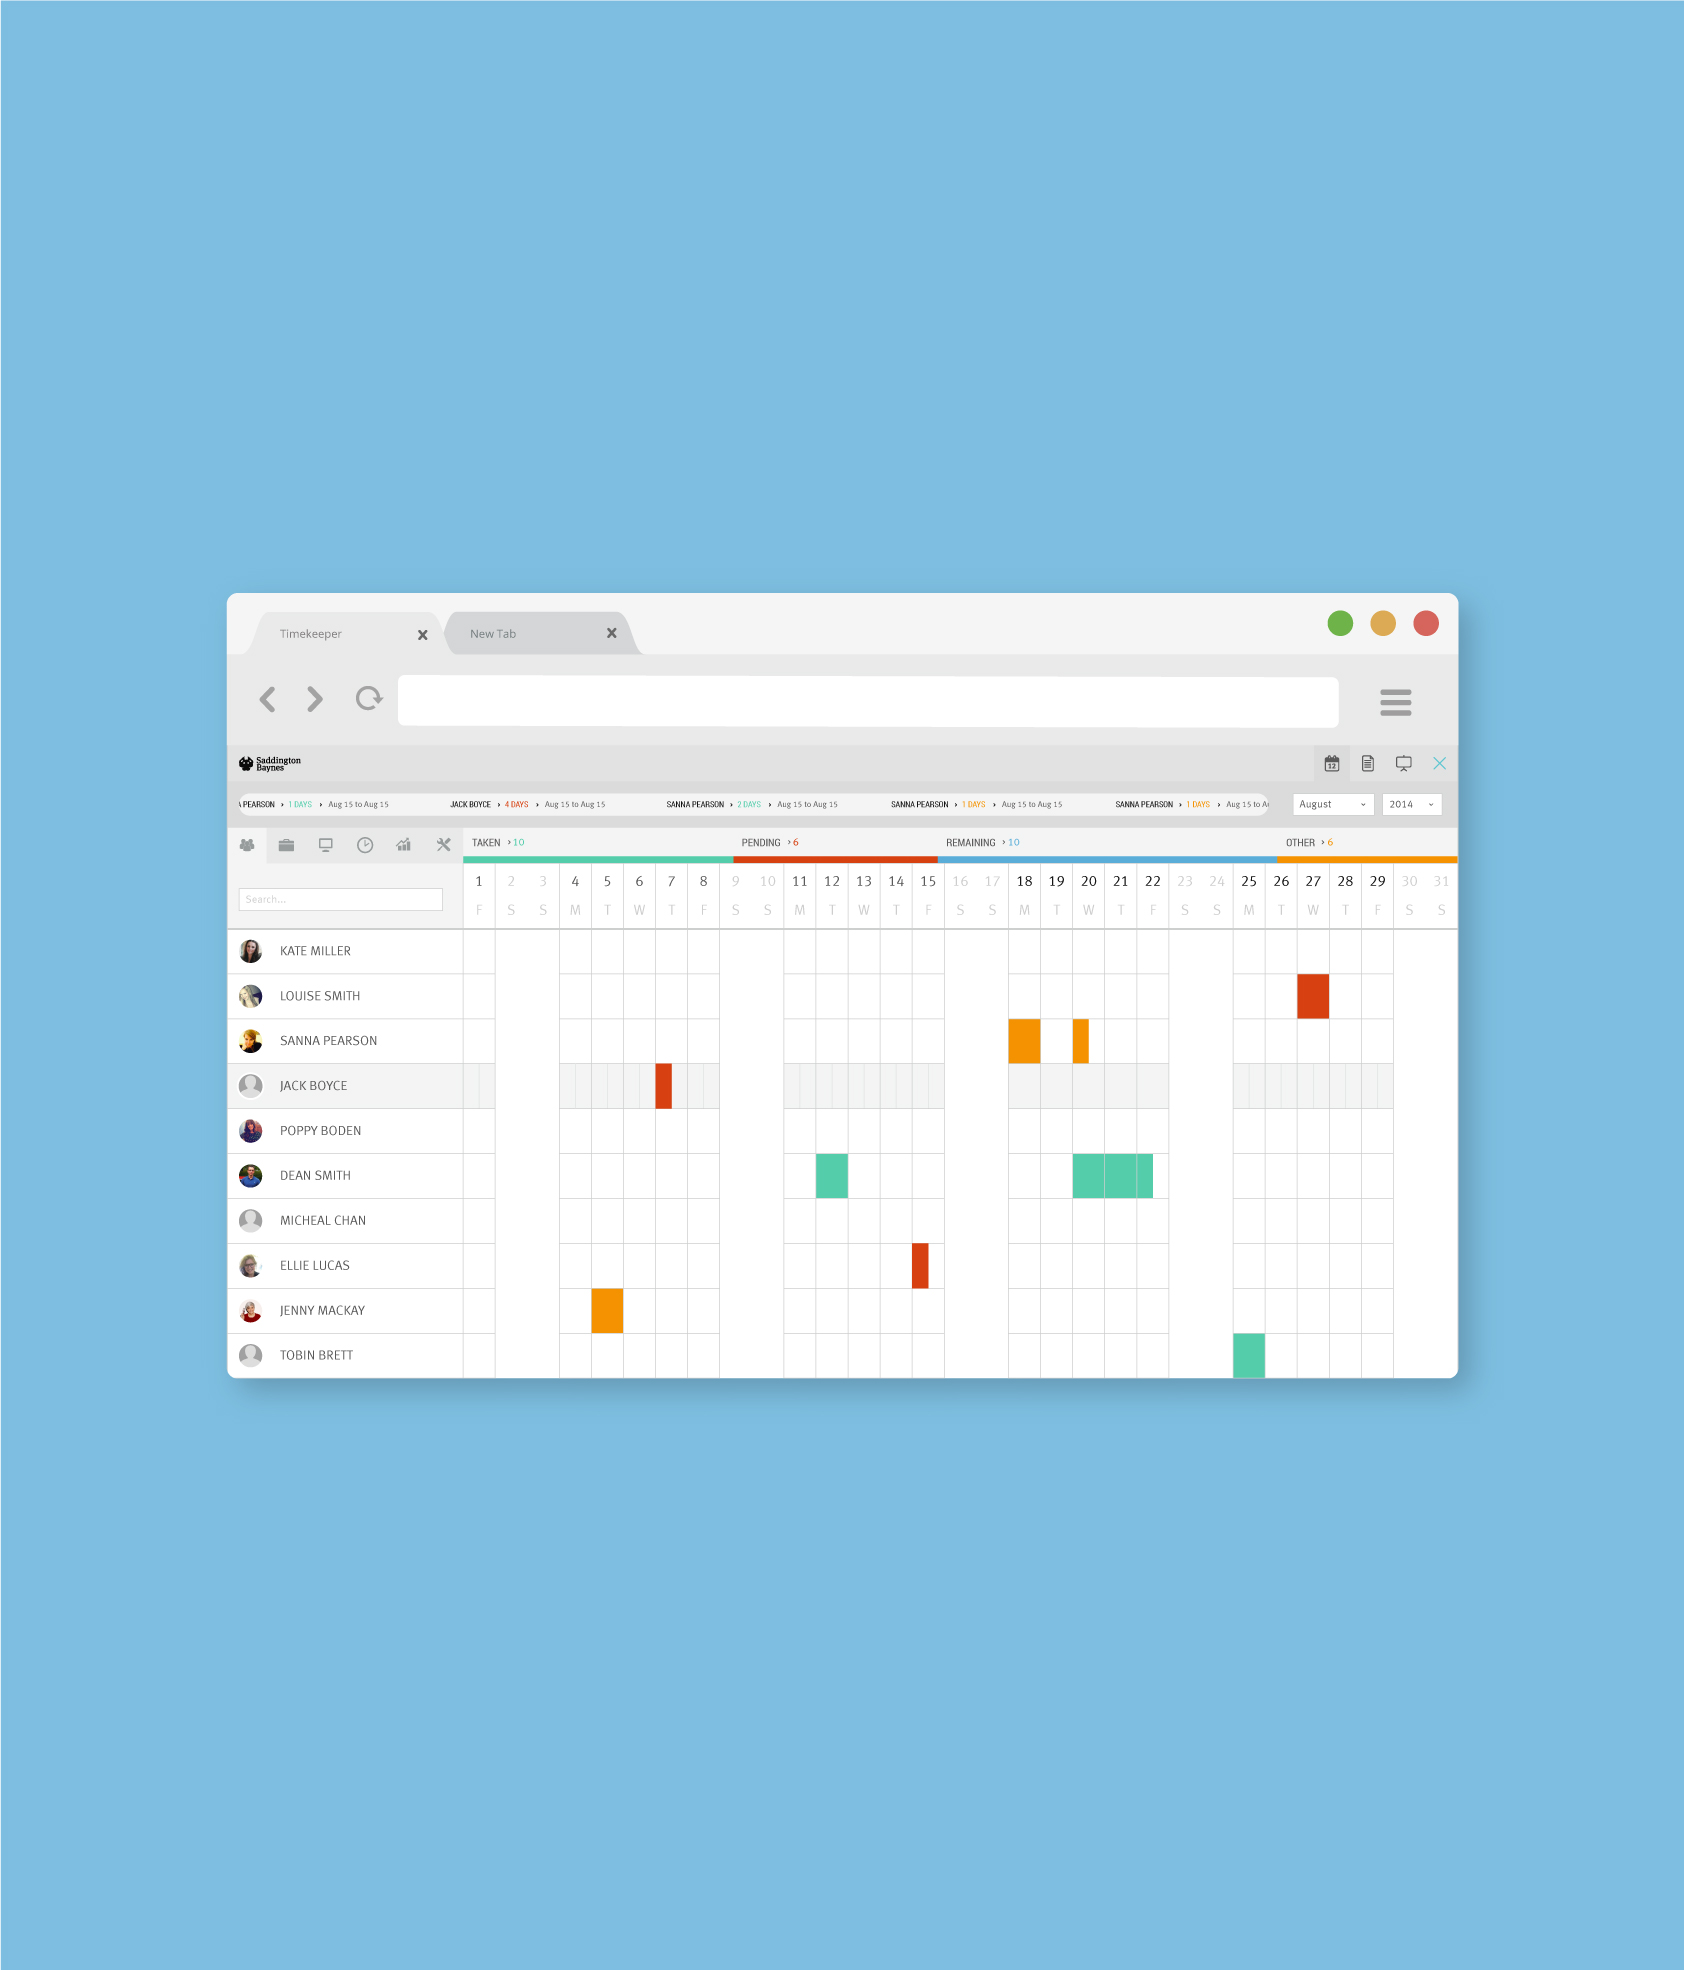 Timekeeper
New Tab
Saddington
Baynes
12
PEARSON › 1 DAYS › Aug 15 to Aug 15 JACK BOYCE › 4 DAYS › Aug 15 to Aug 15 SANNA PEARSON › 2 DAYS › Aug 15 to Aug 15 SANNA PEARSON › 1 DAYS › Aug 15 to Aug 15 SANNA PEARSON › 1 DAYS › Aug 15 to A
August 2014
TAKEN › 10 PENDING › 6 REMAINING › 10 OTHER › 6
1 2 3 4 5 6 7 8 9 10 11 12 13 14 15 16 17 18 19 20 21 22 23 24 25 26 27 28 29 30 31
Search...
F S S M T W T F S S M T W T F S S M T W T F S S M T W T F S S
KATE MILLER
LOUISE SMITH
SANNA PEARSON
JACK BOYCE
POPPY BODEN
DEAN SMITH
MICHEAL CHAN
ELLIE LUCAS
JENNY MACKAY
TOBIN BRETT